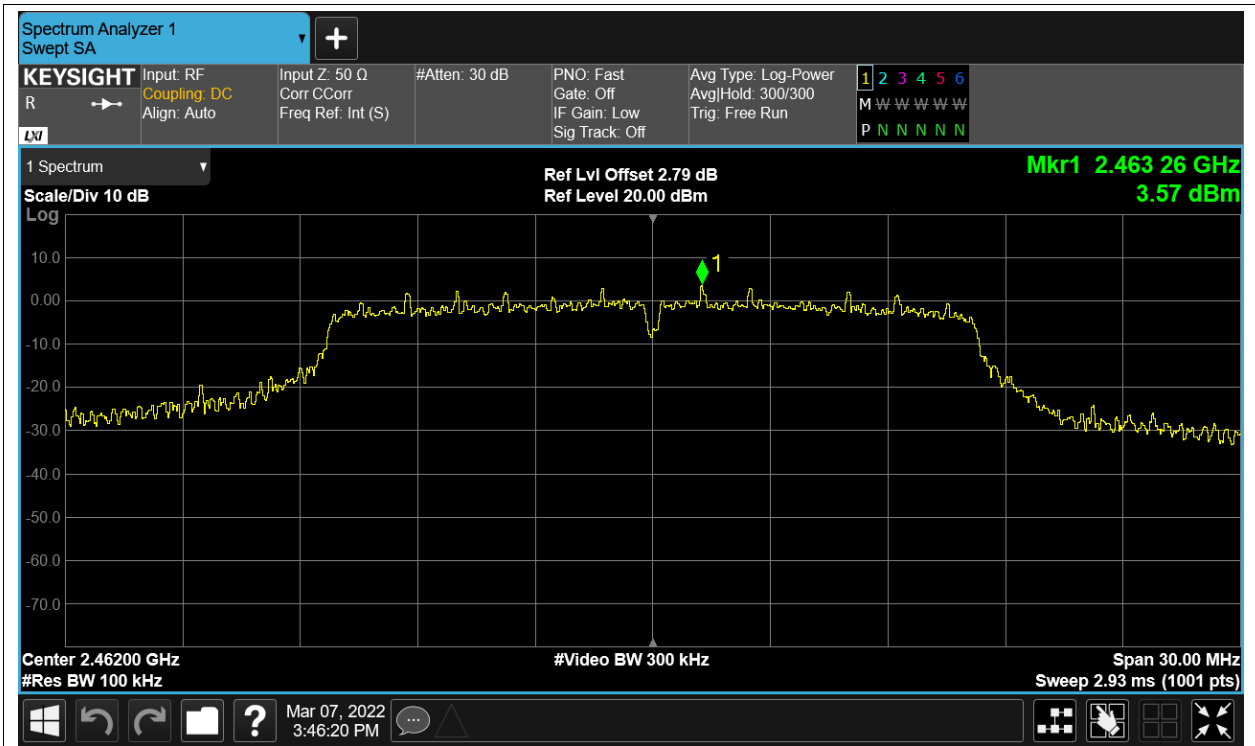 Spectrum Analyzer 1
Swept SA
KEYSIGHT
R
LXI
Input: RF
Coupling: DC
Align: Auto
Input Z: 50 Ω
Corr CCorr
Freq Ref: Int (S)
#Atten: 30 dB
PNO: Fast
Gate: Off
IF Gain: Low
Sig Track: Off
Avg Type: Log-Power
Avg|Hold: 300/300
Trig: Free Run
1 2 3 4 5 6
M W W W W W W
P N N N N N N
1 Spectrum
Scale/Div 10 dB
Log
Ref Lvl Offset 2.79 dB
Ref Level 20.00 dBm
Mkr1 2.463 26 GHz
3.57 dBm
1
10.0
0.00
-10.0
-20.0
-30.0
-40.0
-50.0
-60.0
-70.0
Center 2.46200 GHz
#Res BW 100 kHz
#Video BW 300 kHz
Span 30.00 MHz
Sweep 2.93 ms (1001 pts)
?
Mar 07, 2022
3:46:20 PM